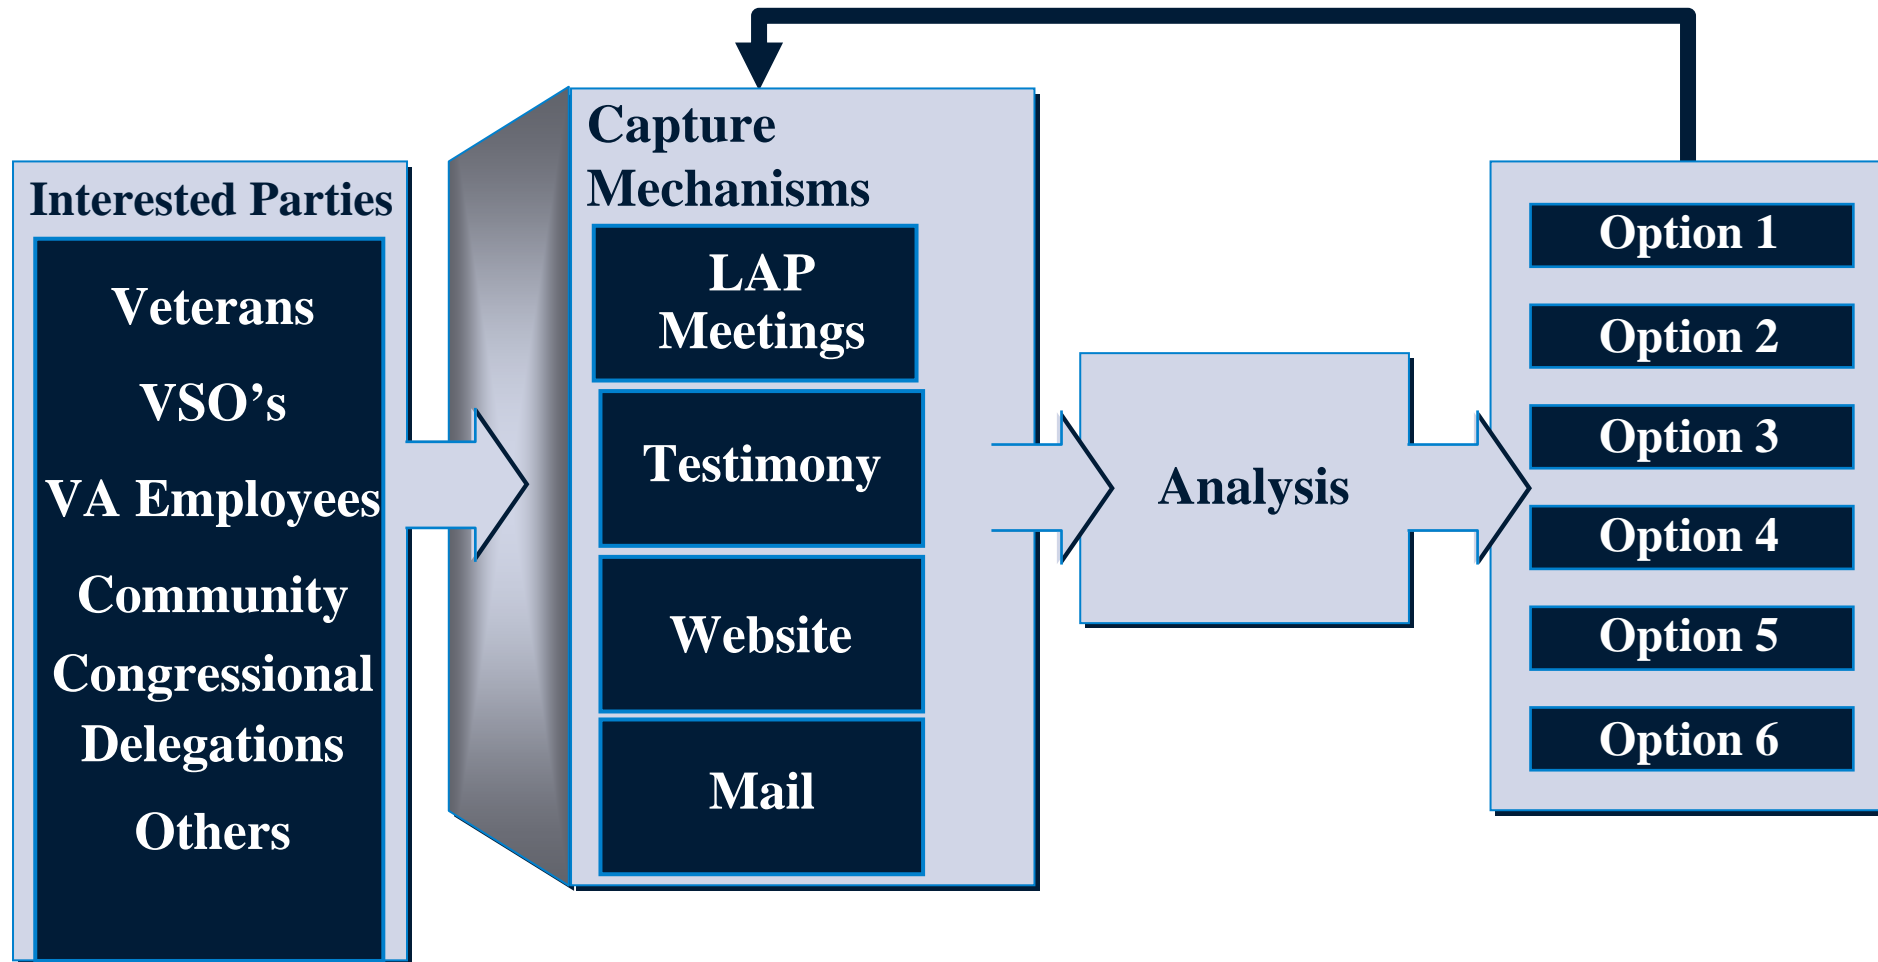 Interested Parties
Veterans
VSO’s
VA Employees
Community
Congressional
Delegations
Others
Capture
Mechanisms
LAP
Meetings
Testimony
Website
Mail
Analysis
Option 1
Option 2
Option 3
Option 4
Option 5
Option 6